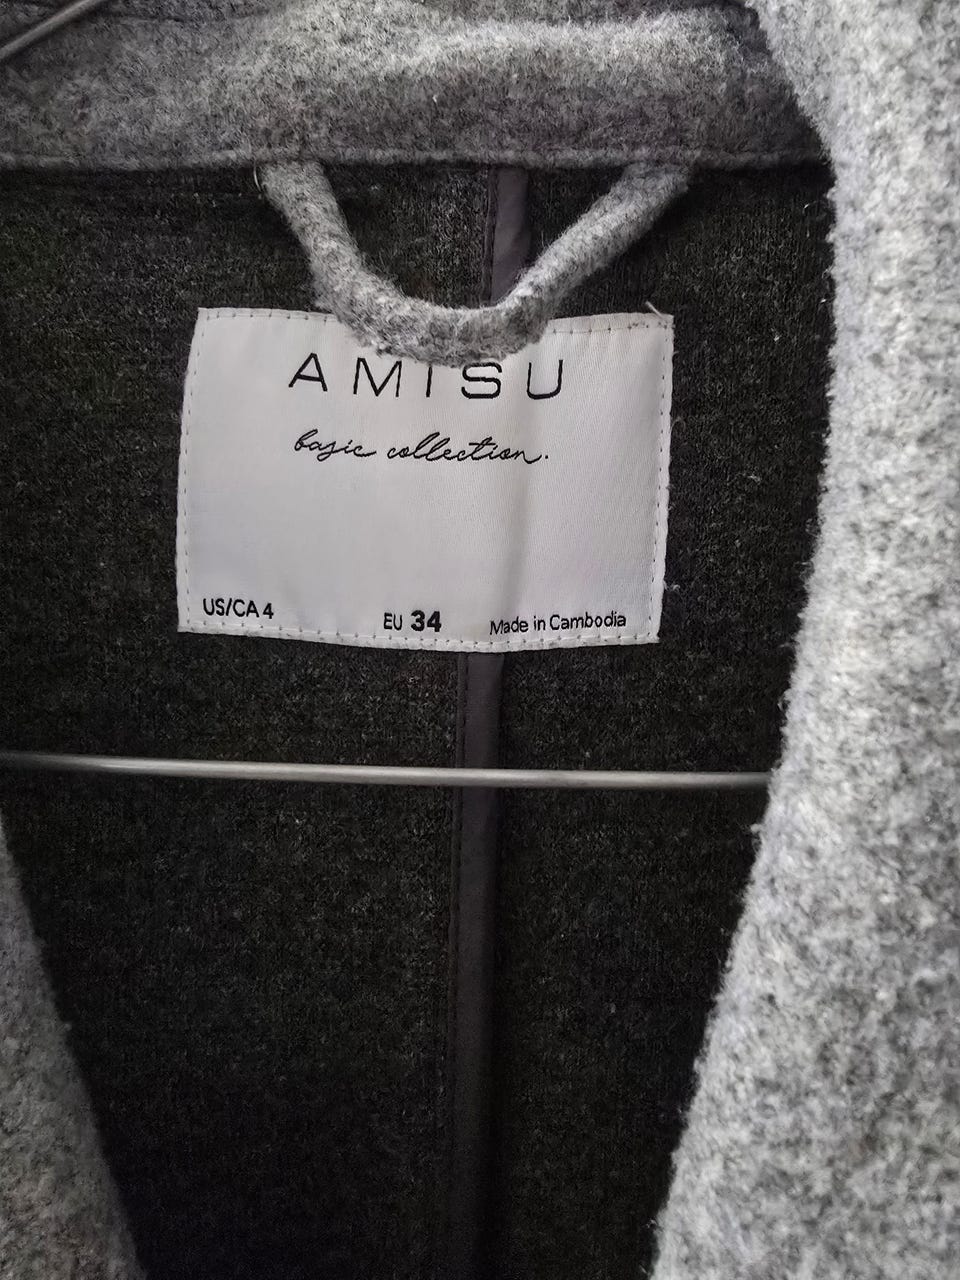 AMISU
basic collection.
US/CA 4 EU 34 Made in Cambodia